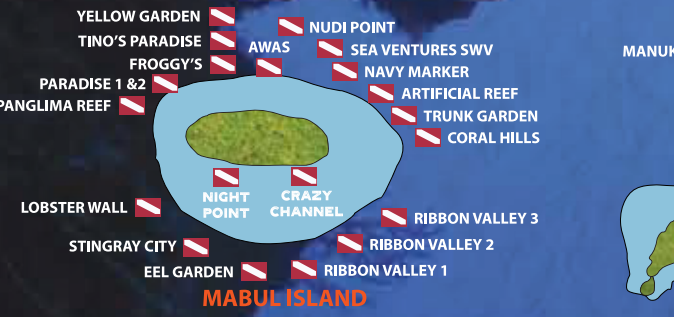 YELLOW GARDEN
NUDI POINT
TINO'S PARADISE
AWAS
SEA VENTURES SWV
FROGGY'S
NAVY MARKER
PARADISE 1 &2
ARTIFICIAL REEF
PANGLIMA REEF
TRUNK GARDEN
CORAL HILLS
MANUK
NIGHT
POINT
CRAZY
CHANNEL
LOBSTER WALL
RIBBON VALLEY 3
STINGRAY CITY
RIBBON VALLEY 2
EEL GARDEN
RIBBON VALLEY 1
MABUL ISLAND